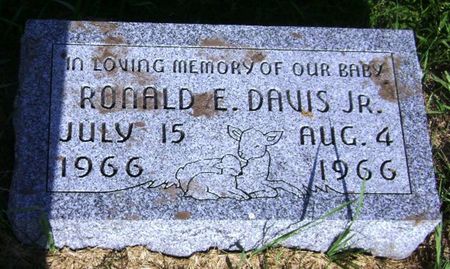 IN LOVING MEMORY OF OUR BABY
RONALD E. DAVIS JR.
JULY 15 AUG. 4
1966 1966